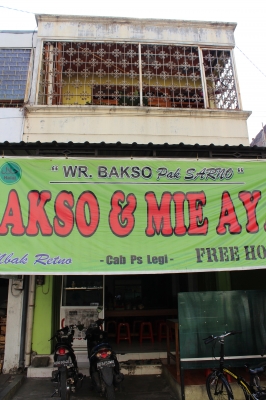 " WR. BAKSO Pak SARNO "
AKSO & MIE AY
Mbak Retno - Cab Ps Legi - FREE HO